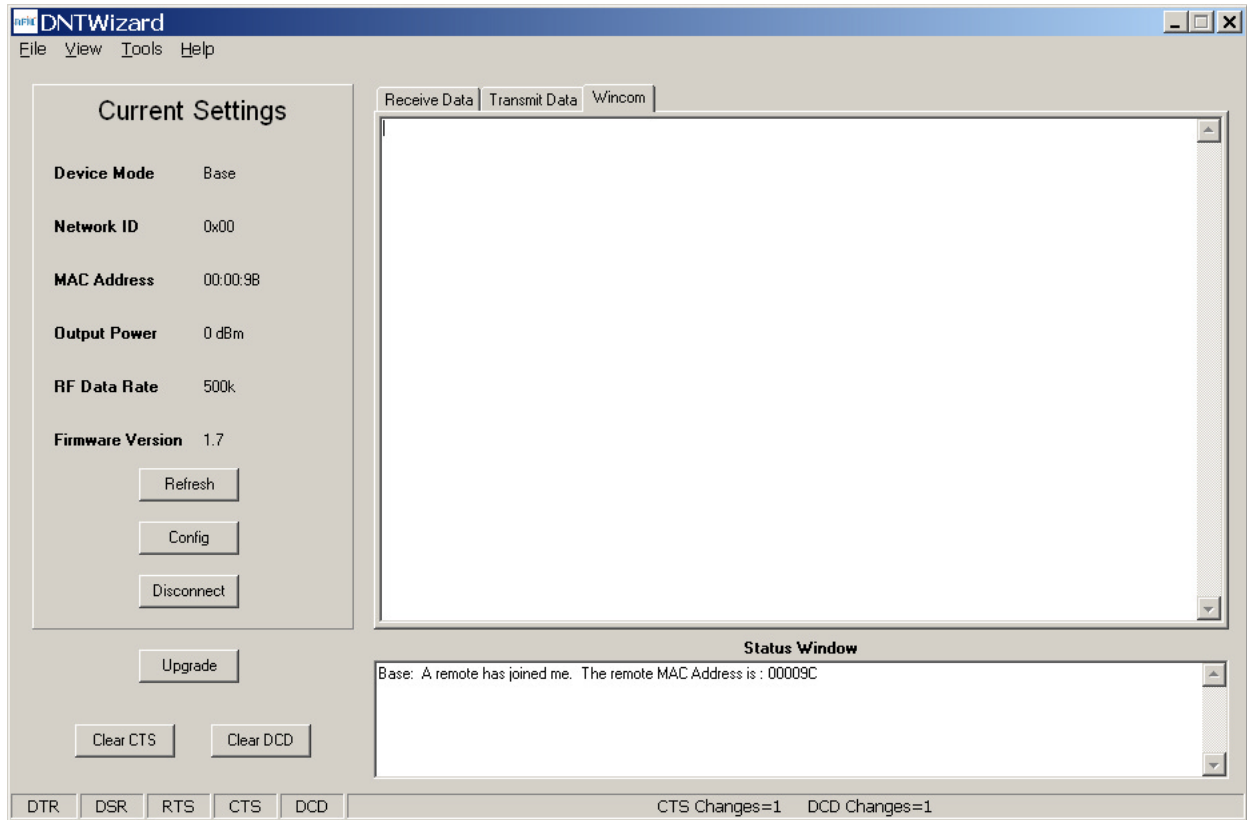 RFM DNTWizard
File View Tools Help
Current Settings
Device Mode Base
Network ID 0x00
MAC Address 00:00:9B
Output Power 0 dBm
RF Data Rate 500k
Firmware Version 1.7
Refresh
Config
Disconnect
Upgrade
Clear CTS Clear DCD
Receive Data Transmit Data Wincom
Status Window
Base: A remote has joined me. The remote MAC Address is : 00009C
DTR DSR RTS CTS DCD CTS Changes=1 DCD Changes=1